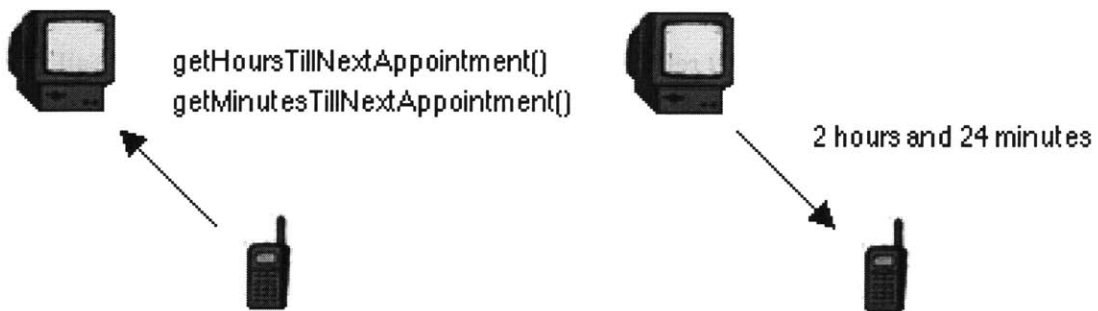 getHoursTillNextAppointment()
getMinutesTillNextAppointment()
2 hours and 24 minutes